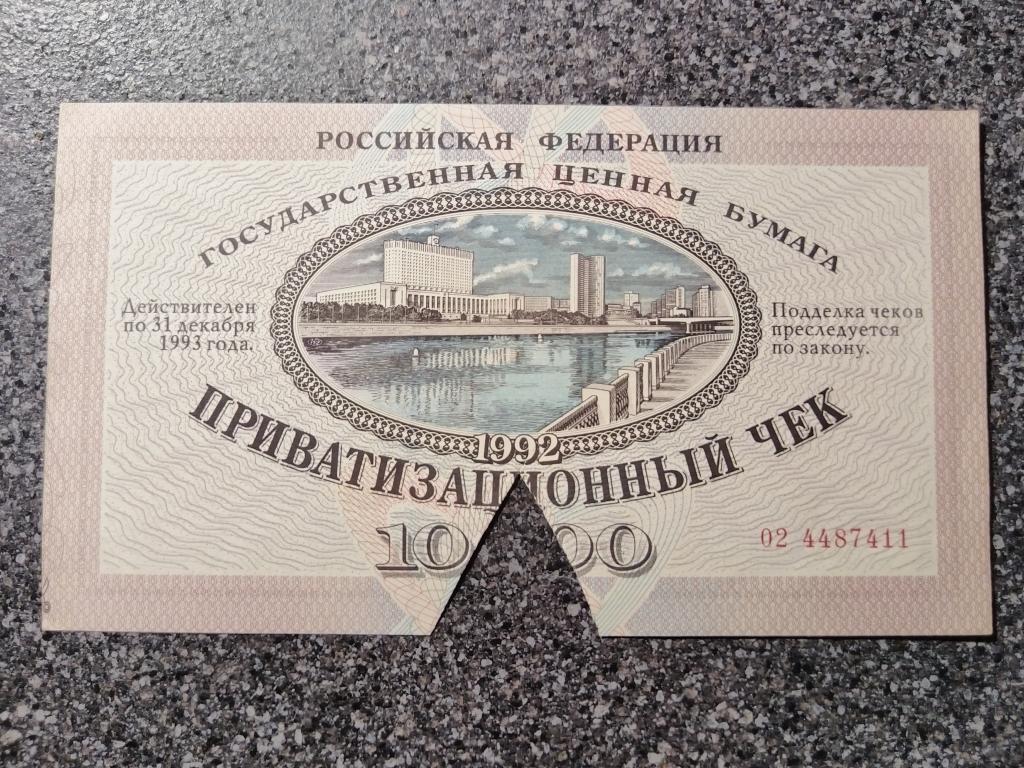 РОССИЙСКАЯ ФЕДЕРАЦИЯ
ГОСУДАРСТВЕННАЯ ЦЕННАЯ БУМАГА
Действителен
по 31 декабря
1993 года.
Подделка чеков
преследуется
по закону.
1992
ПРИВАТИЗАЦИОННЫЙ ЧЕК
10 00
02 4487411